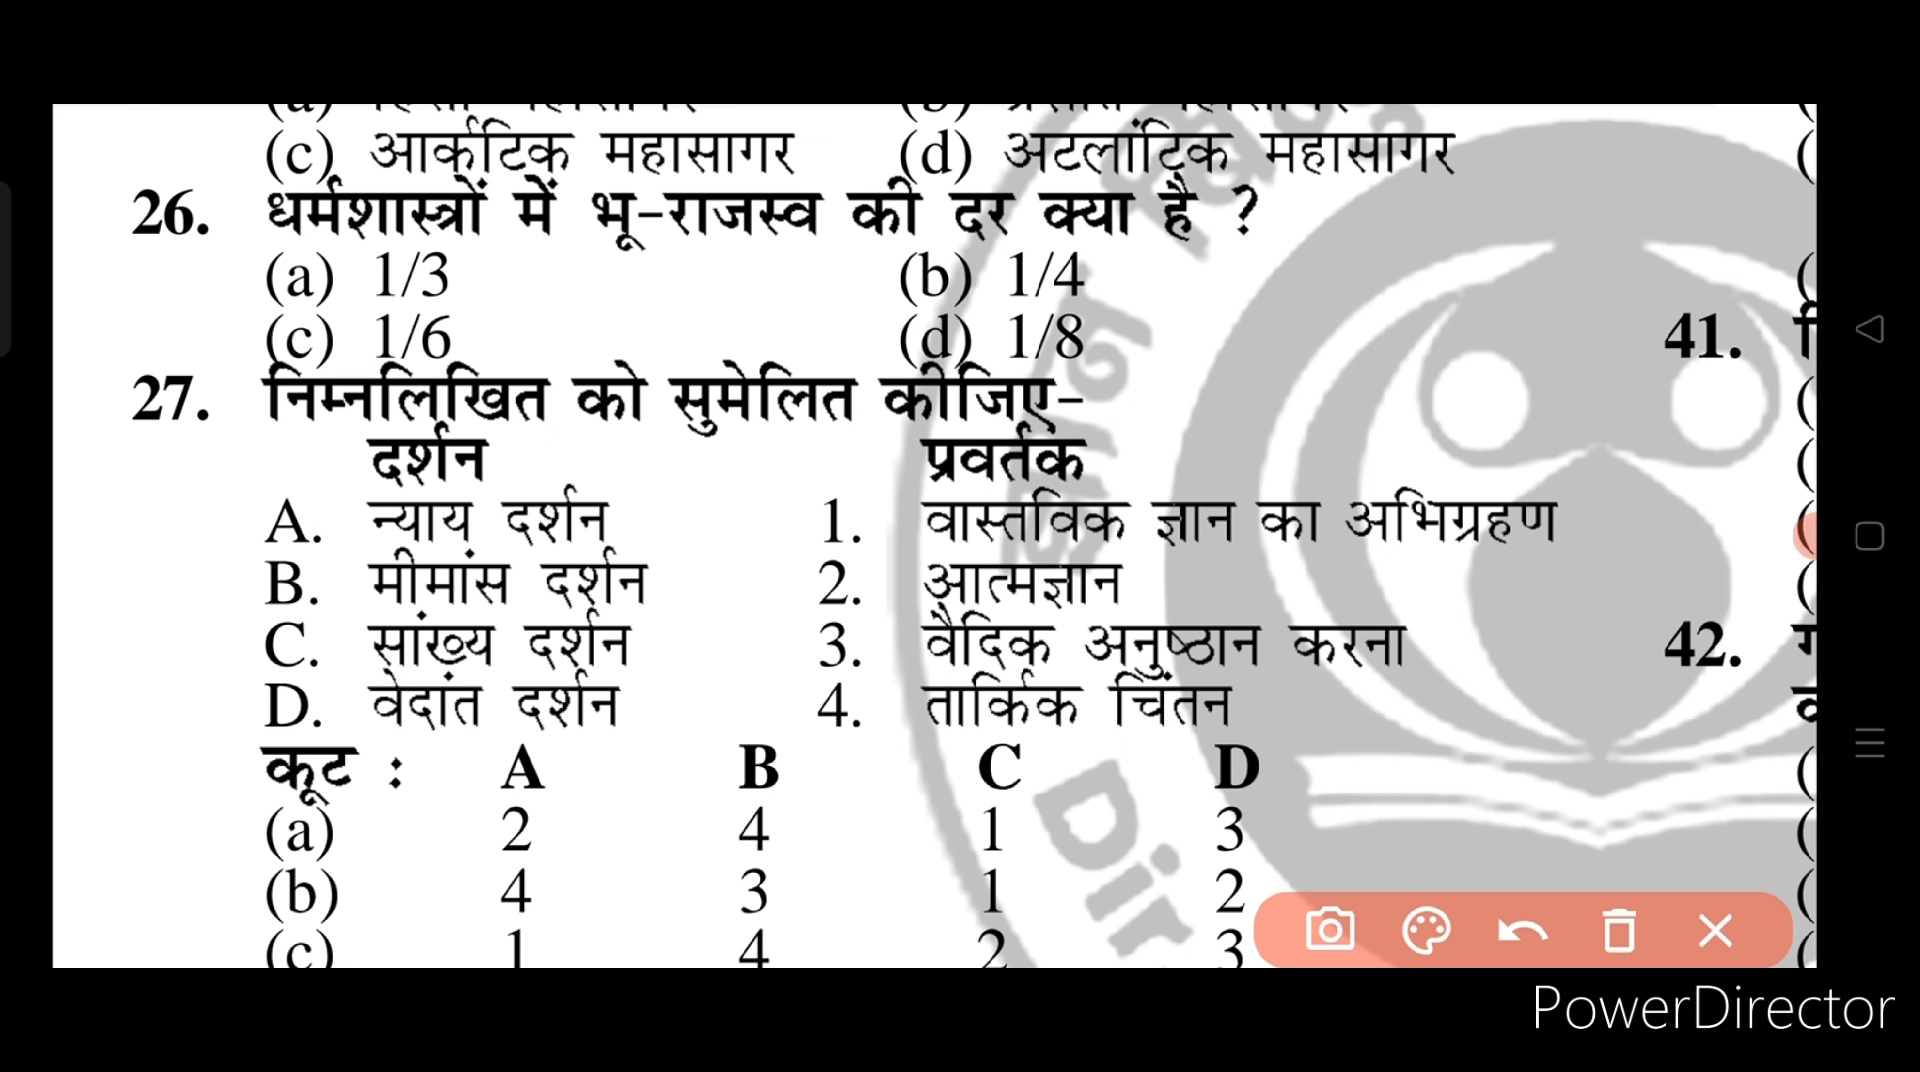 (c) आर्कटिक महासागर (d) अटलांटिक महासागर
26. धर्मशास्त्रों में भू-राजस्व की दर क्या है ?
(a) 1/3 (b) 1/4
(c) 1/6 (d) 1/8
41.
27. निम्नलिखित को सुमेलित कीजिए-
दर्शन प्रवर्तक
A. न्याय दर्शन 1. वास्तविक ज्ञान का अभिग्रहण
B. मीमांस दर्शन 2. आत्मज्ञान
C. सांख्य दर्शन 3. वैदिक अनुष्ठान करना
42.
D. वेदांत दर्शन 4. तार्किक चिंतन
कूट : A B C D
(a) 2 4 1 3
(b) 4 3 1 2
(c) 1 4 2 3
Dir
PowerDirector